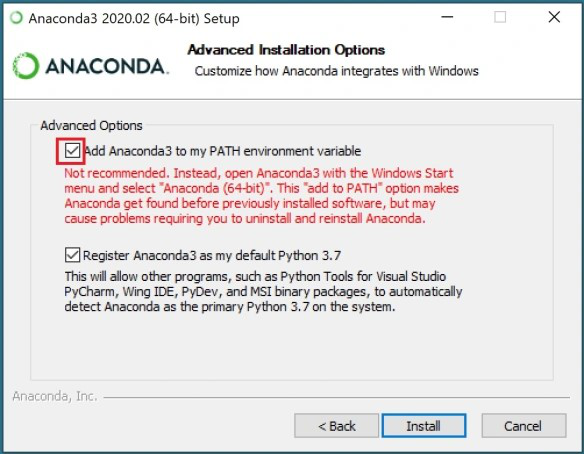 Anaconda3 2020.02 (64-bit) Setup
Advanced Installation Options
ANACONDA.
Customize how Anaconda integrates with Windows
Advanced Options
Add Anaconda3 to my PATH environment variable
Not recommended. Instead, open Anaconda3 with the Windows Start
menu and select "Anaconda (64-bit)". This "add to PATH" option makes
Anaconda get found before previously installed software, but may
cause problems requiring you to uninstall and reinstall Anaconda.
Register Anaconda3 as my default Python 3.7
This will allow other programs, such as Python Tools for Visual Studio
PyCharm, Wing IDE, PyDev, and MSI binary packages, to automatically
detect Anaconda as the primary Python 3.7 on the system.
Anaconda, Inc.
< Back Install Cancel